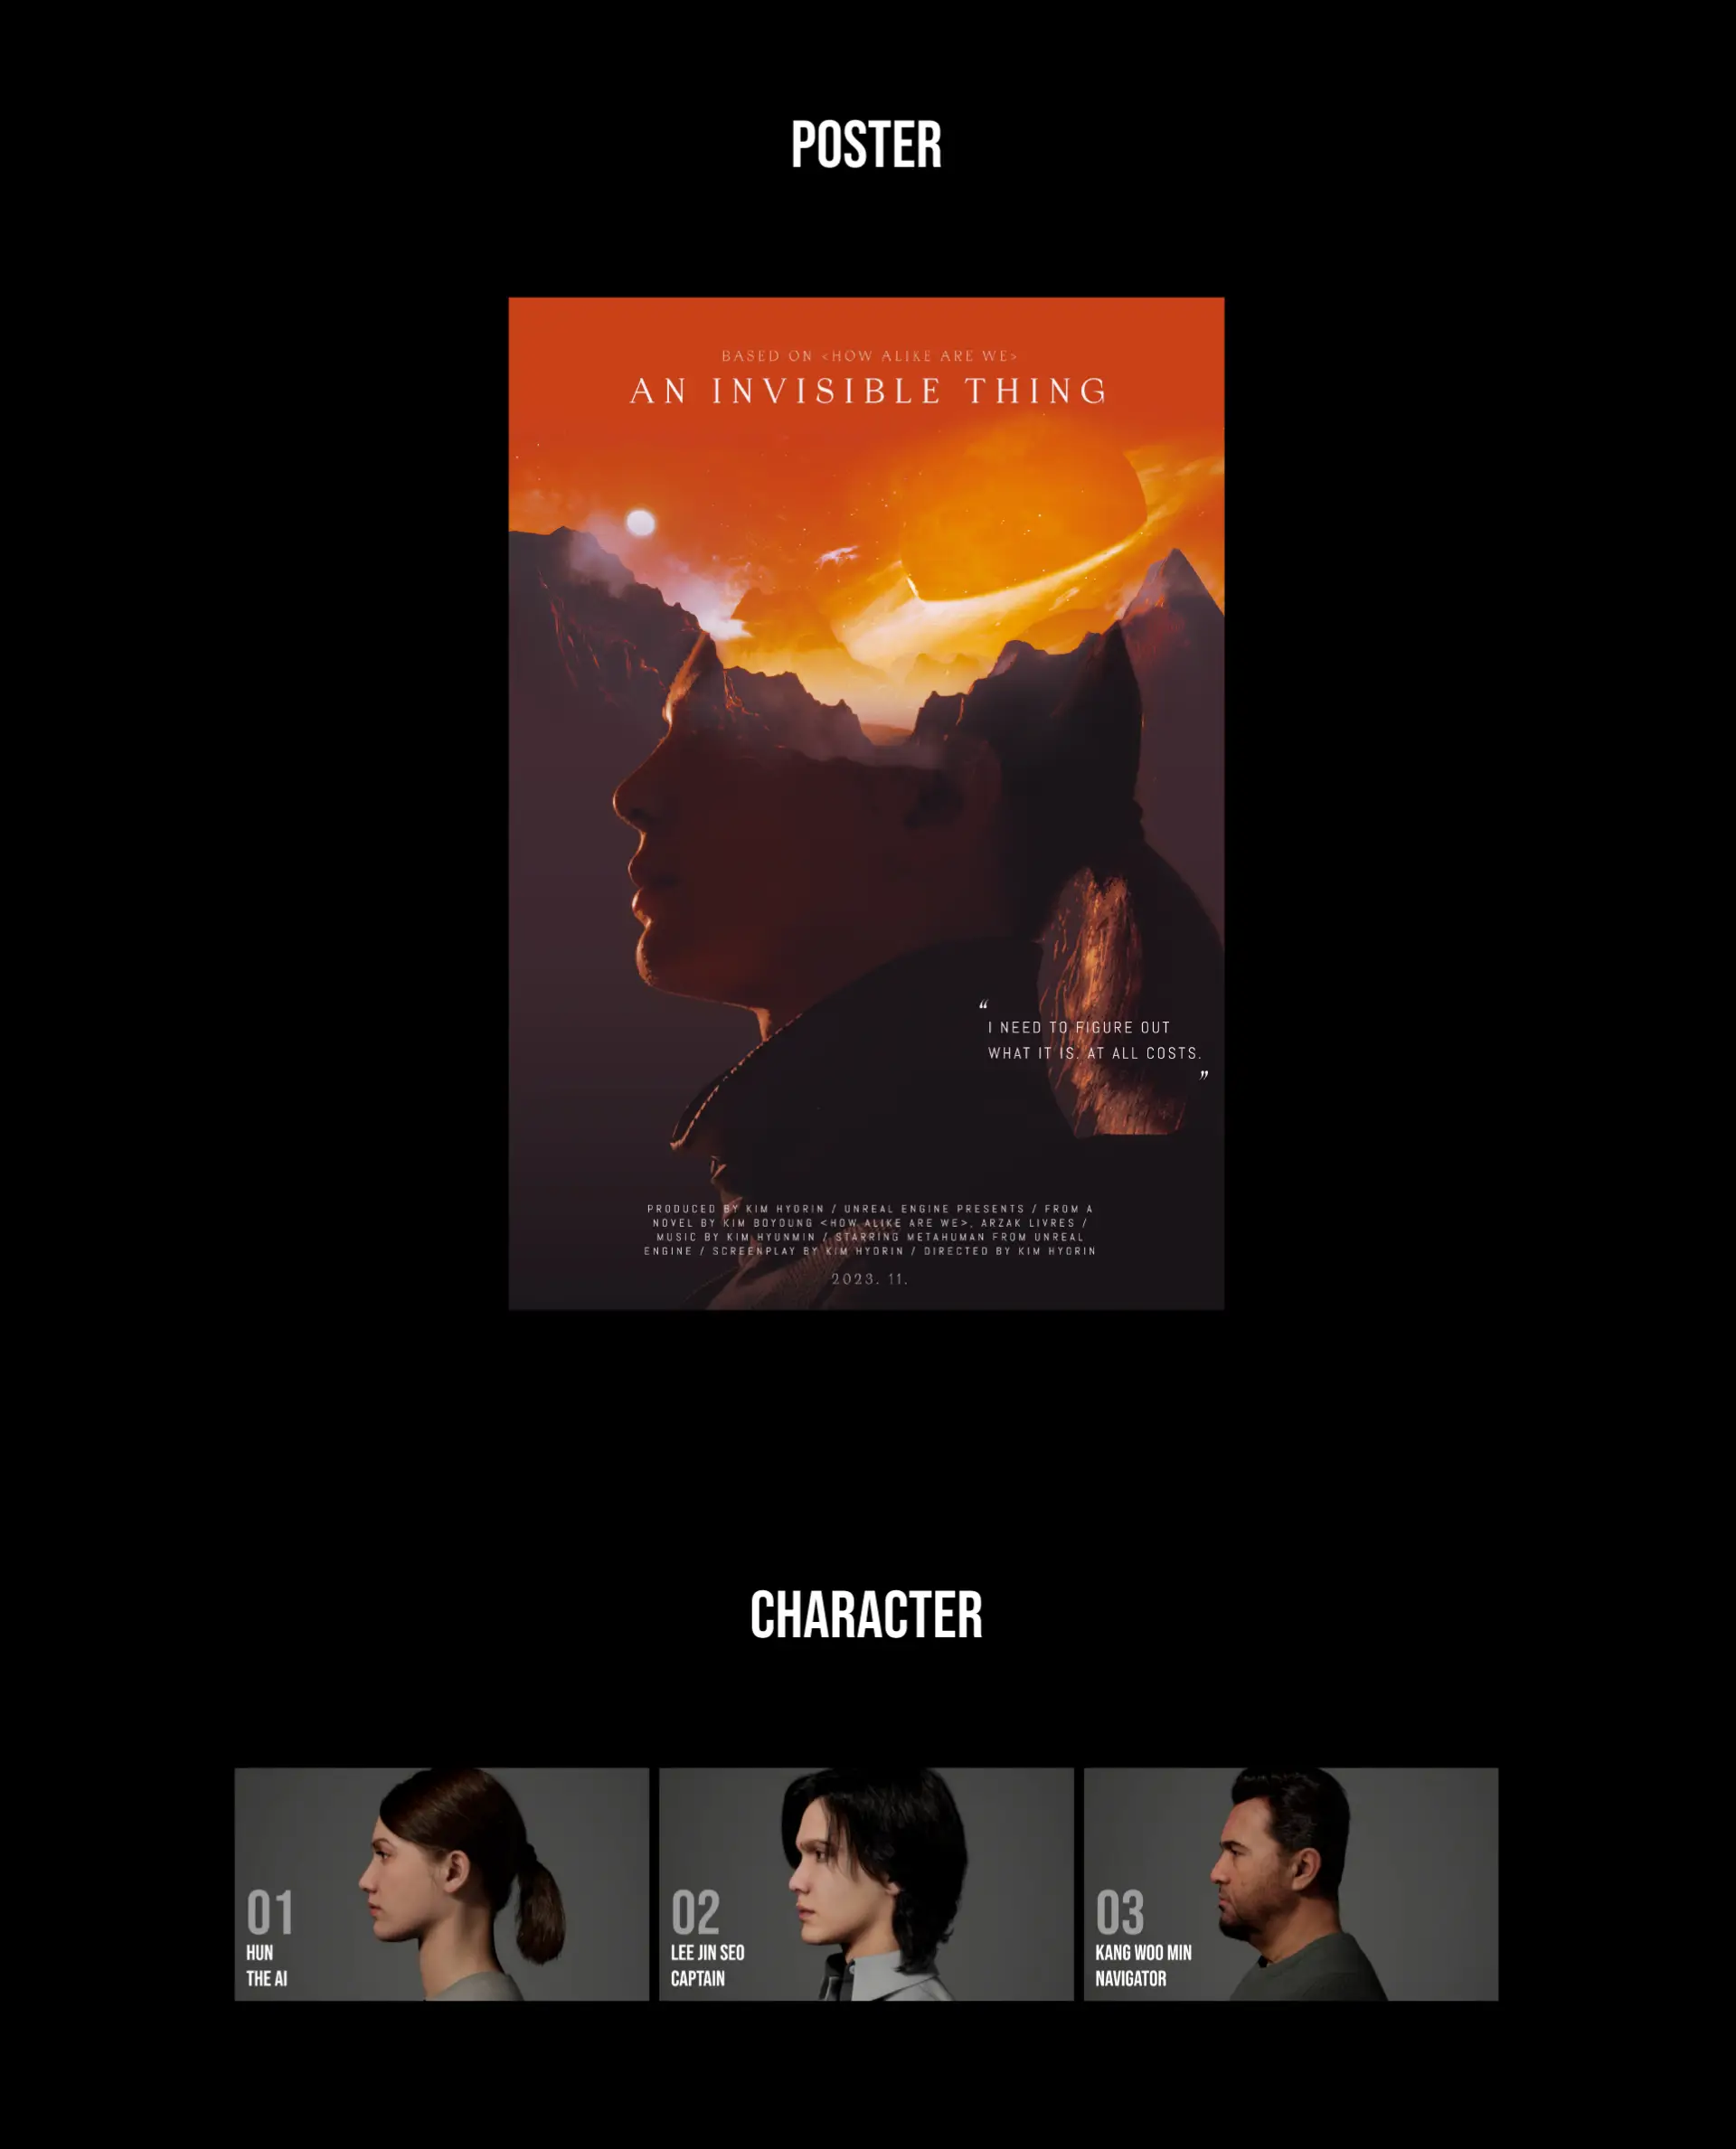 POSTER
BASED ON <HOW ALIKE ARE WE>
AN INVISIBLE THING
“
I NEED TO FIGURE OUT
WHAT IT IS. AT ALL COSTS.
”
PRODUCED BY KIM HYORIN / UNREAL ENGINE PRESENTS / FROM A
NOVEL BY KIM BOYOUNG <HOW ALIKE ARE WE>, ARZAK LIVRES /
MUSIC BY KIM HYUNMIN / STARRING METAHUMAN FROM UNREAL
ENGINE / SCREENPLAY BY KIM HYORIN / DIRECTED BY KIM HYORIN
2023. 11.
CHARACTER
01
HUN
THE AI
02
LEE JIN SEO
CAPTAIN
03
KANG WOO MIN
NAVIGATOR